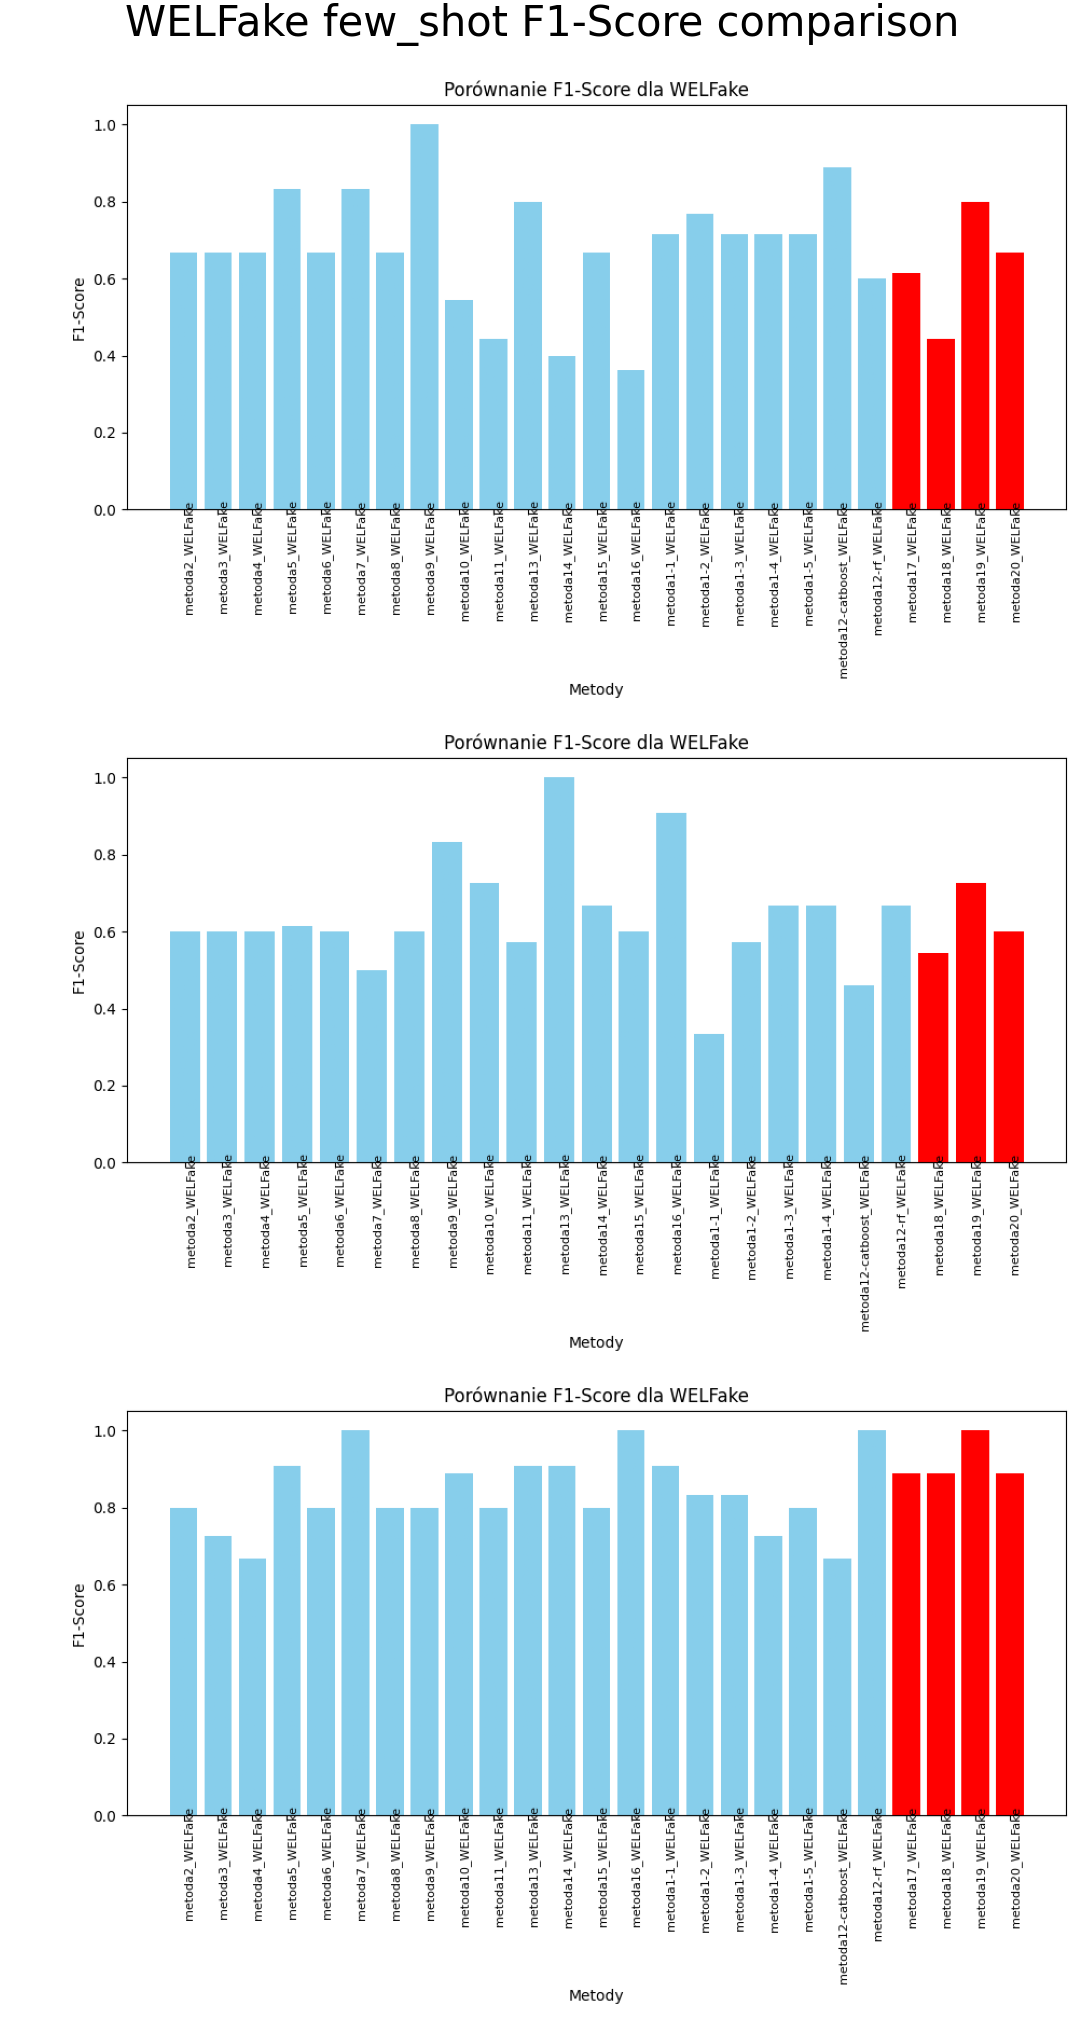 WELFake few_shot F1-Score comparison
Porównanie F1-Score dla WELFake
1.0
0.8
0.6
0.4
0.2
0.0
F1-Score
metoda2_WELFake
metoda3_WELFake
metoda4_WELFake
metoda5_WELFake
metoda6_WELFake
metoda7_WELFake
metoda8_WELFake
metoda9_WELFake
metoda10_WELFake
metoda11_WELFake
metoda13_WELFake
metoda14_WELFake
metoda15_WELFake
metoda16_WELFake
metoda1-1_WELFake
metoda1-2_WELFake
metoda1-3_WELFake
metoda1-4_WELFake
metoda1-5_WELFake
metoda12-catboost_WELFake
metoda12-rf_WELFake
metoda17_WELFake
metoda18_WELFake
metoda19_WELFake
metoda20_WELFake
Metody
Porównanie F1-Score dla WELFake
1.0
0.8
0.6
0.4
0.2
0.0
F1-Score
metoda2_WELFake
metoda3_WELFake
metoda4_WELFake
metoda5_WELFake
metoda6_WELFake
metoda7_WELFake
metoda8_WELFake
metoda9_WELFake
metoda10_WELFake
metoda11_WELFake
metoda13_WELFake
metoda14_WELFake
metoda15_WELFake
metoda16_WELFake
metoda1-1_WELFake
metoda1-2_WELFake
metoda1-3_WELFake
metoda1-4_WELFake
metoda12-catboost_WELFake
metoda12-rf_WELFake
metoda18_WELFake
metoda19_WELFake
metoda20_WELFake
Metody
Porównanie F1-Score dla WELFake
1.0
0.8
0.6
0.4
0.2
0.0
F1-Score
metoda2_WELFake
metoda3_WELFake
metoda4_WELFake
metoda5_WELFake
metoda6_WELFake
metoda7_WELFake
metoda8_WELFake
metoda9_WELFake
metoda10_WELFake
metoda11_WELFake
metoda13_WELFake
metoda14_WELFake
metoda15_WELFake
metoda16_WELFake
metoda1-1_WELFake
metoda1-2_WELFake
metoda1-3_WELFake
metoda1-4_WELFake
metoda1-5_WELFake
metoda12-catboost_WELFake
metoda12-rf_WELFake
metoda17_WELFake
metoda18_WELFake
metoda19_WELFake
metoda20_WELFake
Metody